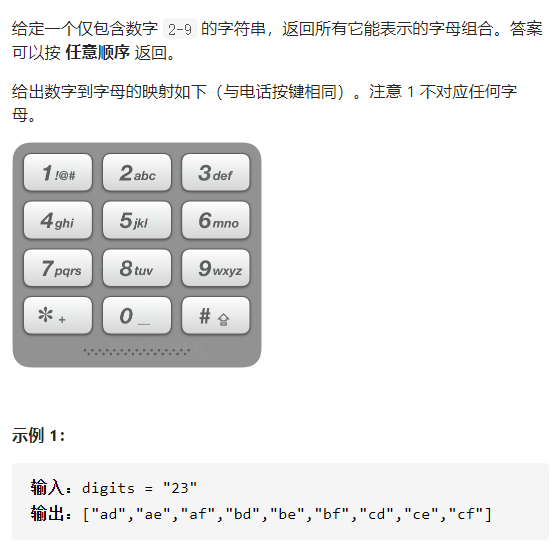 给定一个仅包含数字 2-9 的字符串，返回所有它能表示的字母组合。答案
可以按 任意顺序 返回。
给出数字到字母的映射如下（与电话按键相同）。注意 1 不对应任何字
母。
1 !@# 2 abc 3 def
4 ghi 5 jkl 6 mno
7 pqrs 8 tuv 9 wxyz
* + 0 _ # ⇧
示例 1：
输入：digits = "23"
输出：["ad","ae","af","bd","be","bf","cd","ce","cf"]